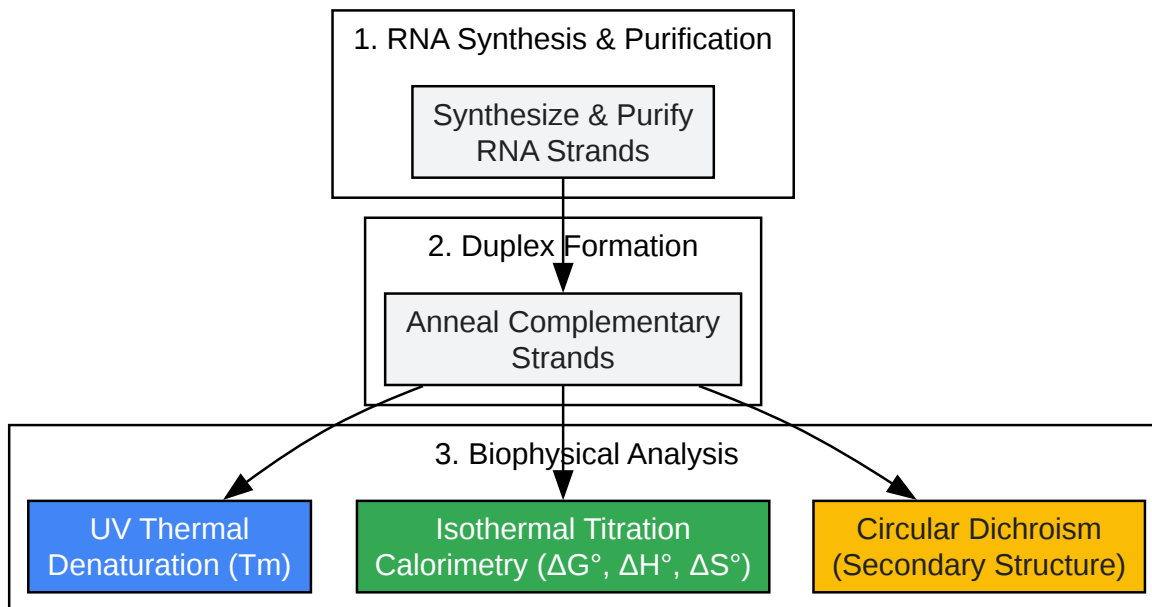 1. RNA Synthesis & Purification
Synthesize & Purify
RNA Strands
2. Duplex Formation
Anneal Complementary
Strands
3. Biophysical Analysis
UV Thermal
Denaturation (Tm)
Isothermal Titration
Calorimetry (ΔG°, ΔH°, ΔS°)
Circular Dichroism
(Secondary Structure)